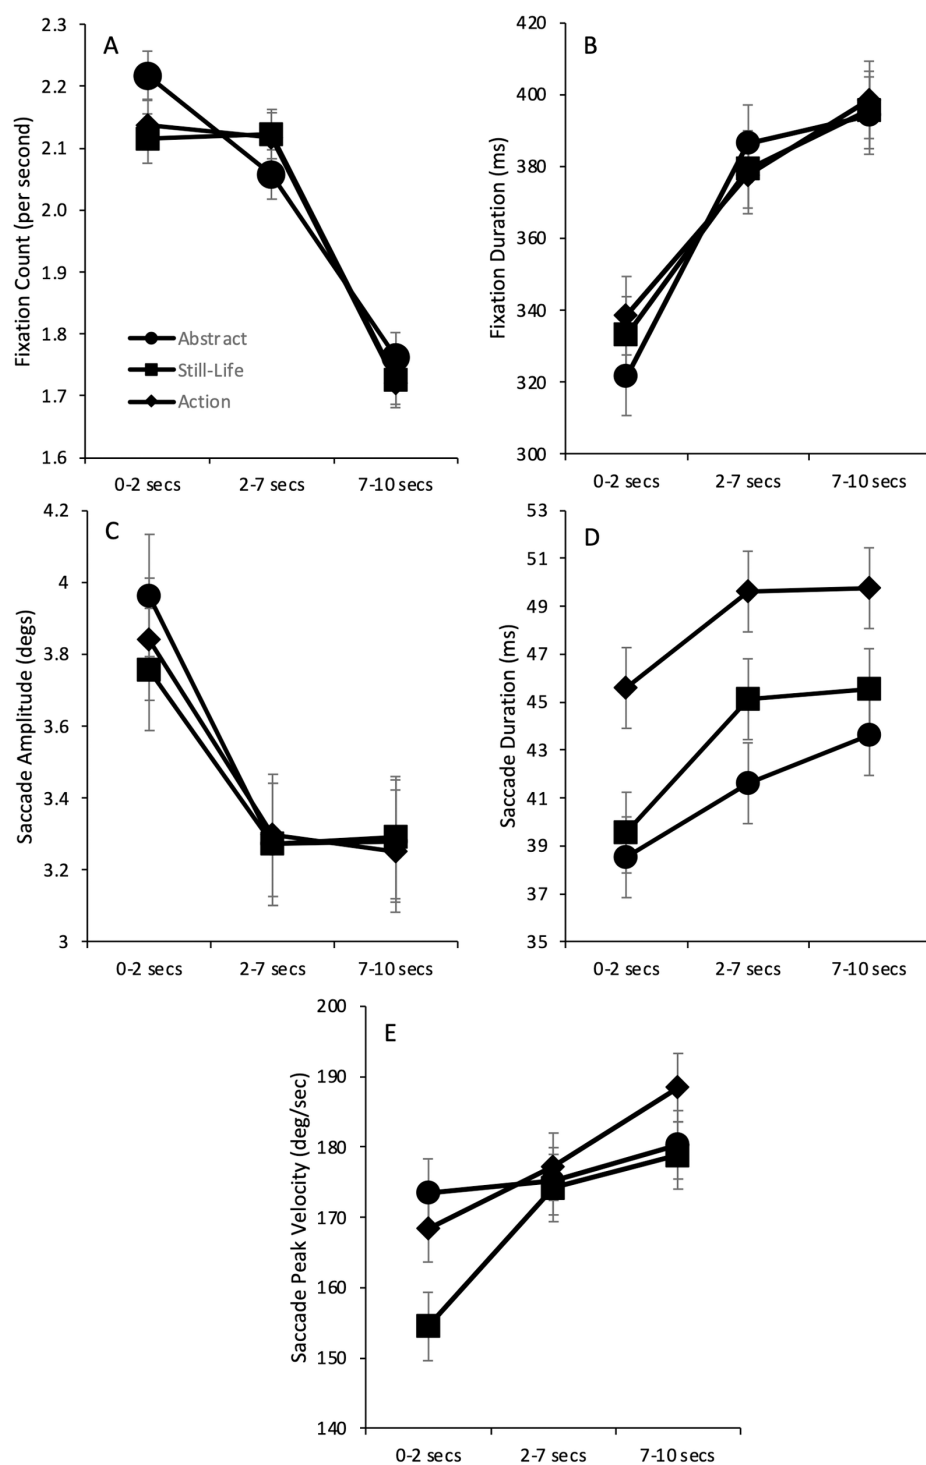 A
Fixation Count (per second)
2.3
2.2
2.1
2.0
1.9
1.8
1.7
1.6
Abstract
Still-Life
Action
0-2 secs 2-7 secs 7-10 secs
B
Fixation Duration (ms)
420
400
380
360
340
320
300
0-2 secs 2-7 secs 7-10 secs
C
Saccade Amplitude (degs)
4.2
4
3.8
3.6
3.4
3.2
3
0-2 secs 2-7 secs 7-10 secs
D
Saccade Duration (ms)
53
51
49
47
45
43
41
39
37
35
0-2 secs 2-7 secs 7-10 secs
E
Saccade Peak Velocity (deg/sec)
200
190
180
170
160
150
140
0-2 secs 2-7 secs 7-10 secs